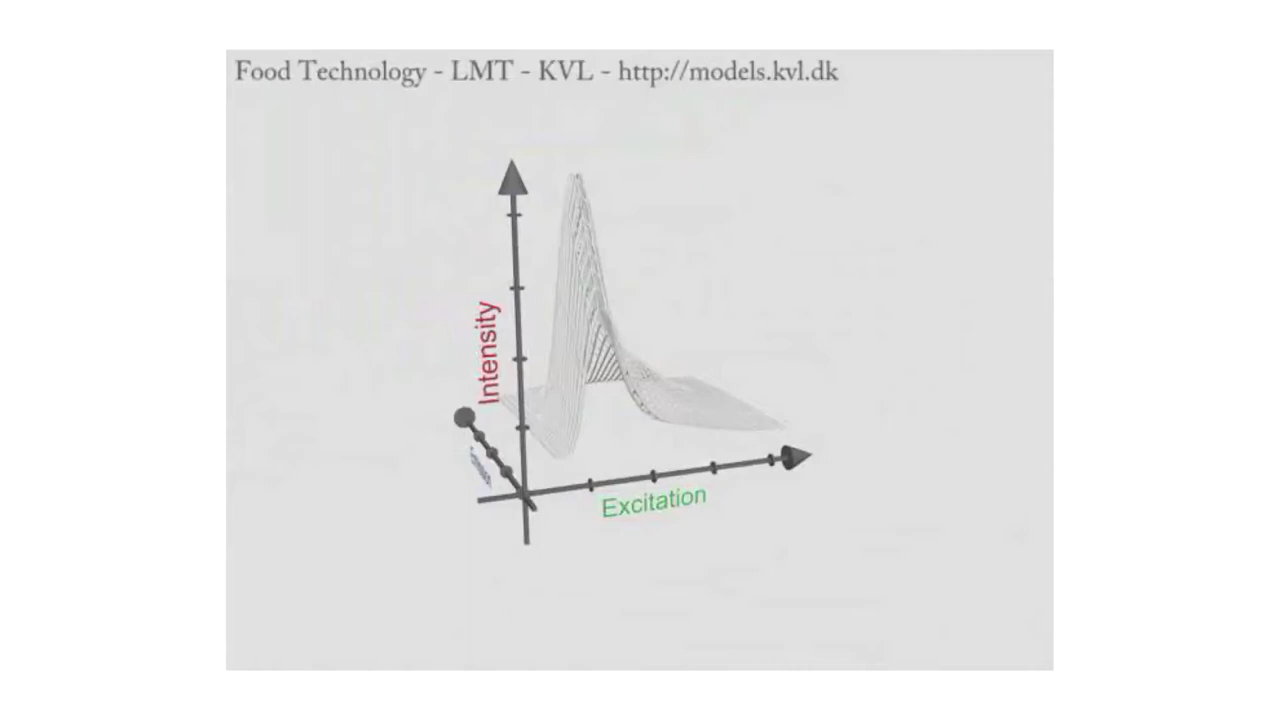 Food Technology - LMT - KVL - http://models.kvl.dk
Intensity
Excitation